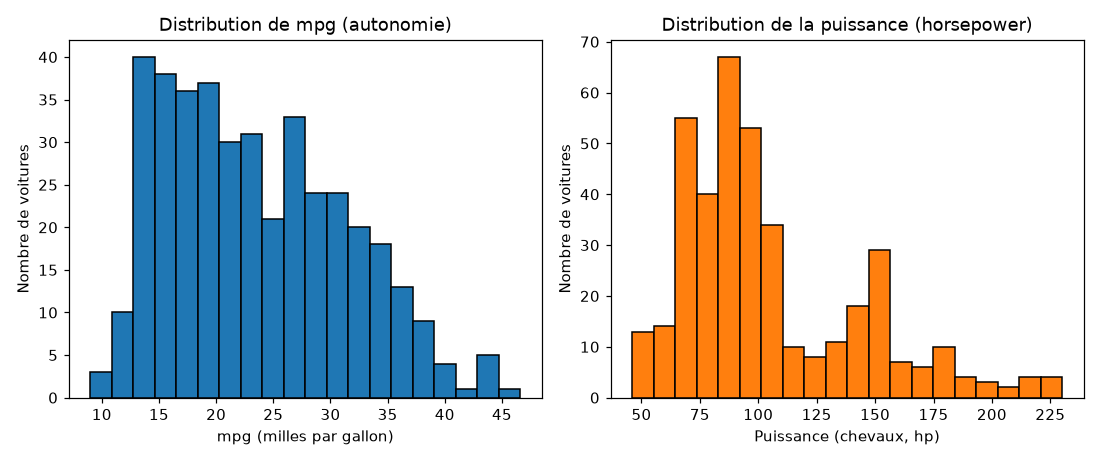 Distribution de mpg (autonomie)
Nombre de voitures
40
35
30
25
20
15
10
5
0
10 15 20 25 30 35 40 45
mpg (milles par gallon)
Distribution de la puissance (horsepower)
Nombre de voitures
70
60
50
40
30
20
10
0
50 75 100 125 150 175 200 225
Puissance (chevaux, hp)